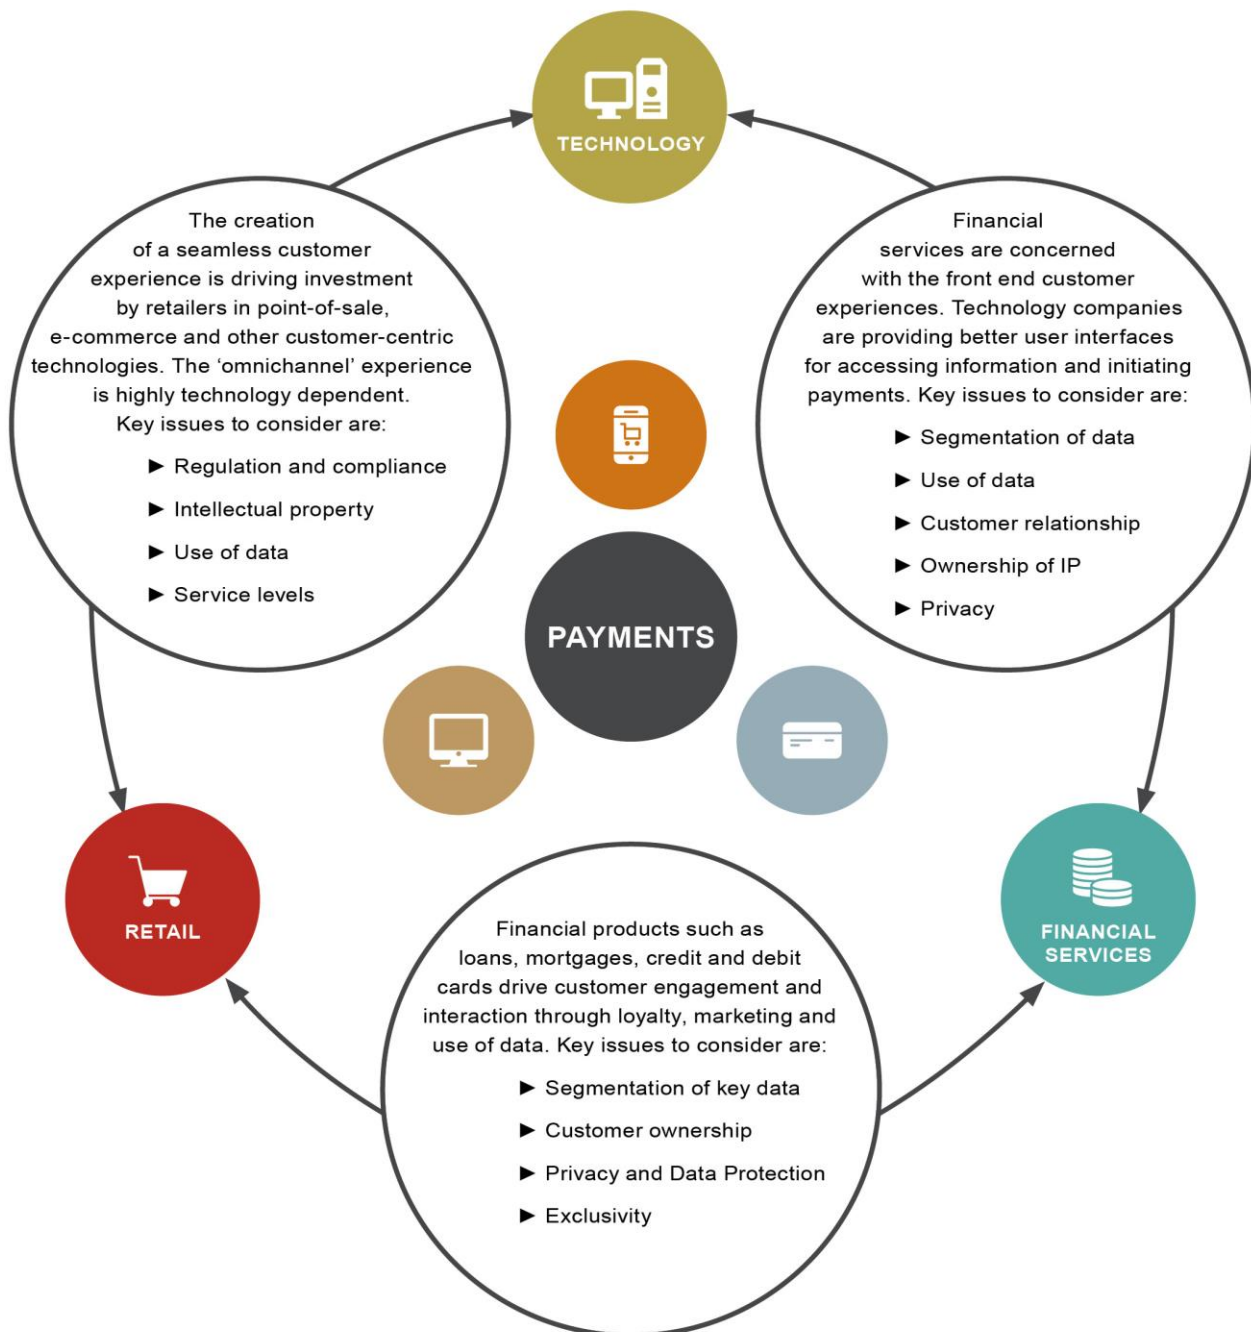 TECHNOLOGY
The creation
of a seamless customer
experience is driving investment
by retailers in point-of-sale,
e-commerce and other customer-centric
technologies. The ‘omnichannel’ experience
is highly technology dependent.
Key issues to consider are:
► Regulation and compliance
► Intellectual property
► Use of data
► Service levels
Financial
services are concerned
with the front end customer
experiences. Technology companies
are providing better user interfaces
for accessing information and initiating
payments. Key issues to consider are:
► Segmentation of data
► Use of data
► Customer relationship
► Ownership of IP
► Privacy
PAYMENTS
RETAIL
FINANCIAL
SERVICES
Financial products such as
loans, mortgages, credit and debit
cards drive customer engagement and
interaction through loyalty, marketing and
use of data. Key issues to consider are:
► Segmentation of key data
► Customer ownership
► Privacy and Data Protection
► Exclusivity